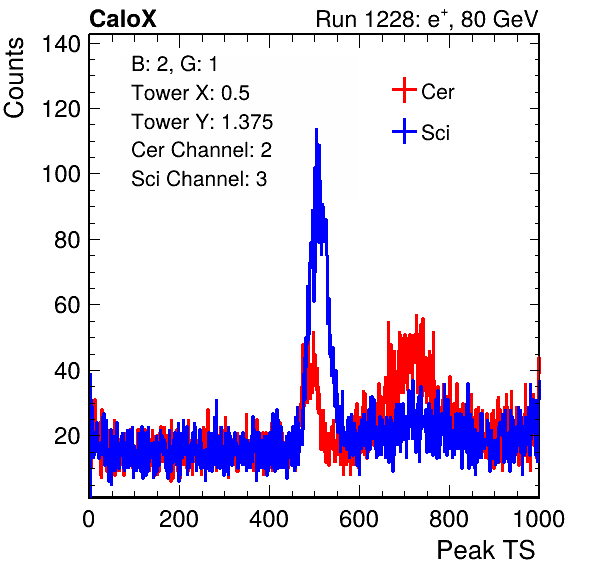 CaloX Run 1228: e+, 80 GeV
Counts
B: 2, G: 1
Tower X: 0.5
Tower Y: 1.375
Cer Channel: 2
Sci Channel: 3
Cer
Sci
140
120
100
80
60
40
20
0 200 400 600 800 1000
Peak TS